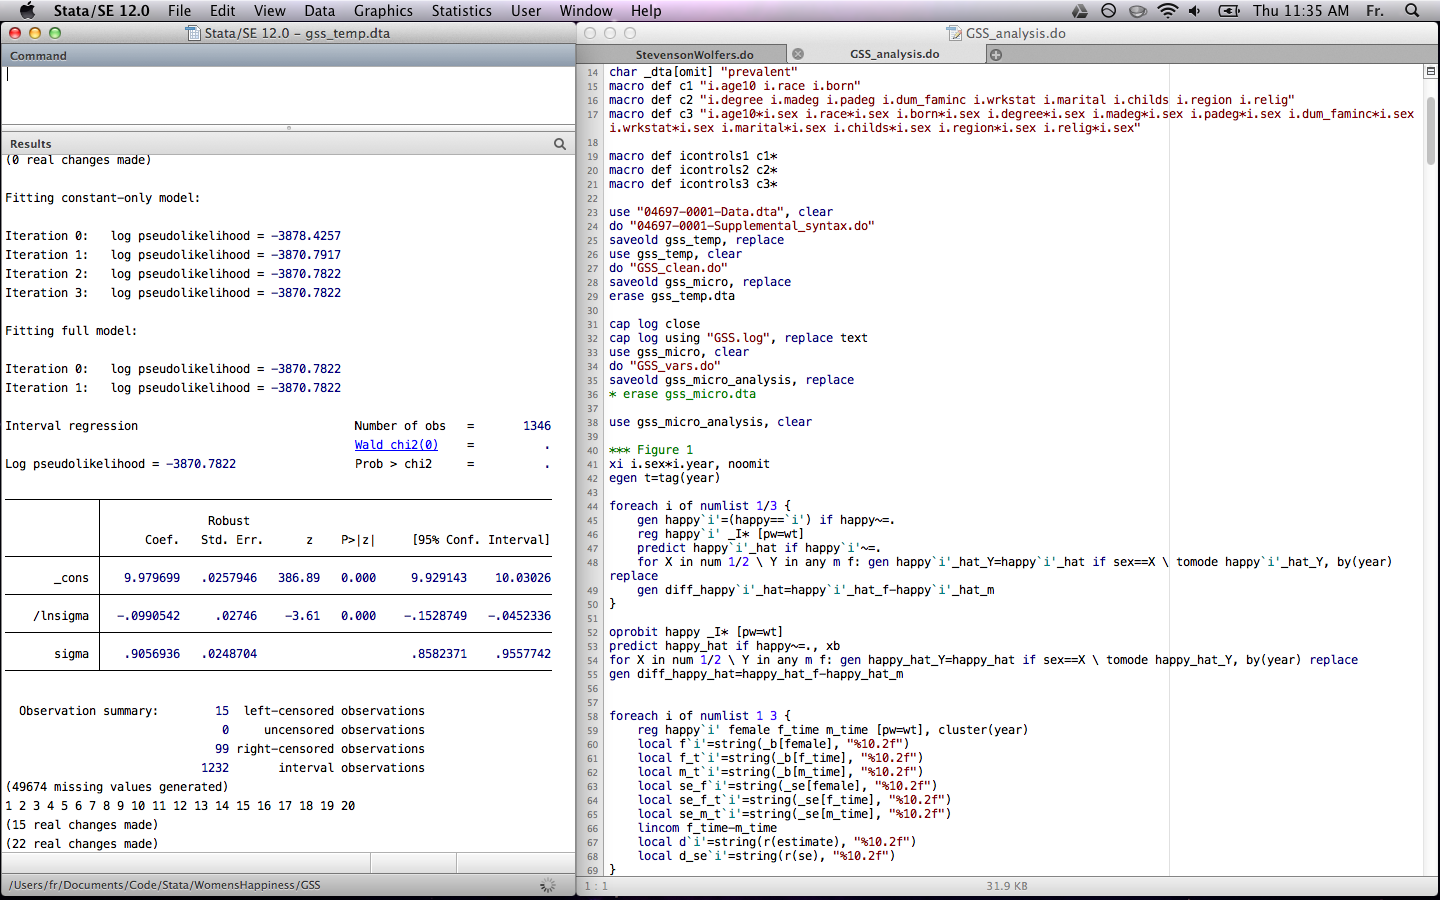 Stata/SE 12.0 File Edit View Data Graphics Statistics User Window Help Thu 11:35 AM Fr.
Stata/SE 12.0 – gss_temp.dta
Command
Results
(0 real changes made)
Fitting constant-only model:
Iteration 0: log pseudolikelihood = -3878.4257
Iteration 1: log pseudolikelihood = -3870.7917
Iteration 2: log pseudolikelihood = -3870.7822
Iteration 3: log pseudolikelihood = -3870.7822
Fitting full model:
Iteration 0: log pseudolikelihood = -3870.7822
Iteration 1: log pseudolikelihood = -3870.7822
Interval regression Number of obs = 1346
Wald chi2(0) = .
Log pseudolikelihood = -3870.7822 Prob > chi2 = .
Robust
Coef. Std. Err. z P>|z| [95% Conf. Interval]
_cons 9.979699 .0257946 386.89 0.000 9.929143 10.03026
/lnsigma -.0990542 .02746 -3.61 0.000 -.1528749 -.0452336
sigma .9056936 .0248704 .8582371 .9557742
Observation summary: 15 left-censored observations
0 uncensored observations
99 right-censored observations
1232 interval observations
(49674 missing values generated)
1 2 3 4 5 6 7 8 9 10 11 12 13 14 15 16 17 18 19 20
(15 real changes made)
(22 real changes made)
/Users/fr/Documents/Code/Stata/WomensHappiness/GSS
GSS_analysis.do
StevensonWolfers.do GSS_analysis.do
14 char _dta[omit] "prevalent"
15 macro def c1 "i.age10 i.race i.born"
16 macro def c2 "i.degree i.madeg i.padeg i.dum_faminc i.wrkstat i.marital i.childs i.region i.relig"
17 macro def c3 "i.age10*i.sex i.race*i.sex i.born*i.sex i.degree*i.sex i.madeg*i.sex i.padeg*i.sex i.dum_faminc*i.sex
i.wrkstat*i.sex i.marital*i.sex i.childs*i.sex i.region*i.sex i.relig*i.sex"
18
19 macro def icontrols1 c1*
20 macro def icontrols2 c2*
21 macro def icontrols3 c3*
22
23 use "04697-0001-Data.dta", clear
24 do "04697-0001-Supplemental_syntax.do"
25 saveold gss_temp, replace
26 use gss_temp, clear
27 do "GSS_clean.do"
28 saveold gss_micro, replace
29 erase gss_temp.dta
30
31 cap log close
32 cap log using "GSS.log", replace text
33 use gss_micro, clear
34 do "GSS_vars.do"
35 saveold gss_micro_analysis, replace
36 * erase gss_micro.dta
37
38 use gss_micro_analysis, clear
39
40 *** Figure 1
41 xi i.sex*i.year, noomit
42 egen t=tag(year)
43
44 foreach i of numlist 1/3 {
45 gen happy`i'=(happy==`i') if happy~=.
46 reg happy`i' _I* [pw=wt]
47 predict happy`i'_hat if happy`i'~=.
48 for X in num 1/2 \ Y in any m f: gen happy`i'_hat_Y=happy`i'_hat if sex==X \ tomode happy`i'_hat_Y, by(year)
replace
49 gen diff_happy`i'_hat=happy`i'_hat_f-happy`i'_hat_m
50 }
51
52 oprobit happy _I* [pw=wt]
53 predict happy_hat if happy~=., xb
54 for X in num 1/2 \ Y in any m f: gen happy_hat_Y=happy_hat if sex==X \ tomode happy_hat_Y, by(year) replace
55 gen diff_happy_hat=happy_hat_f-happy_hat_m
56
57
58 foreach i of numlist 1 3 {
59 reg happy`i' female f_time m_time [pw=wt], cluster(year)
60 local f`i'=string(_b[female], "%10.2f")
61 local f_t`i'=string(_b[f_time], "%10.2f")
62 local m_t`i'=string(_b[m_time], "%10.2f")
63 local se_f`i'=string(_se[female], "%10.2f")
64 local se_f_t`i'=string(_se[f_time], "%10.2f")
65 local se_m_t`i'=string(_se[m_time], "%10.2f")
66 lincom f_time-m_time
67 local d`i'=string(r(estimate), "%10.2f")
68 local d_se`i'=string(r(se), "%10.2f")
69 }
1 : 1 31.9 KB